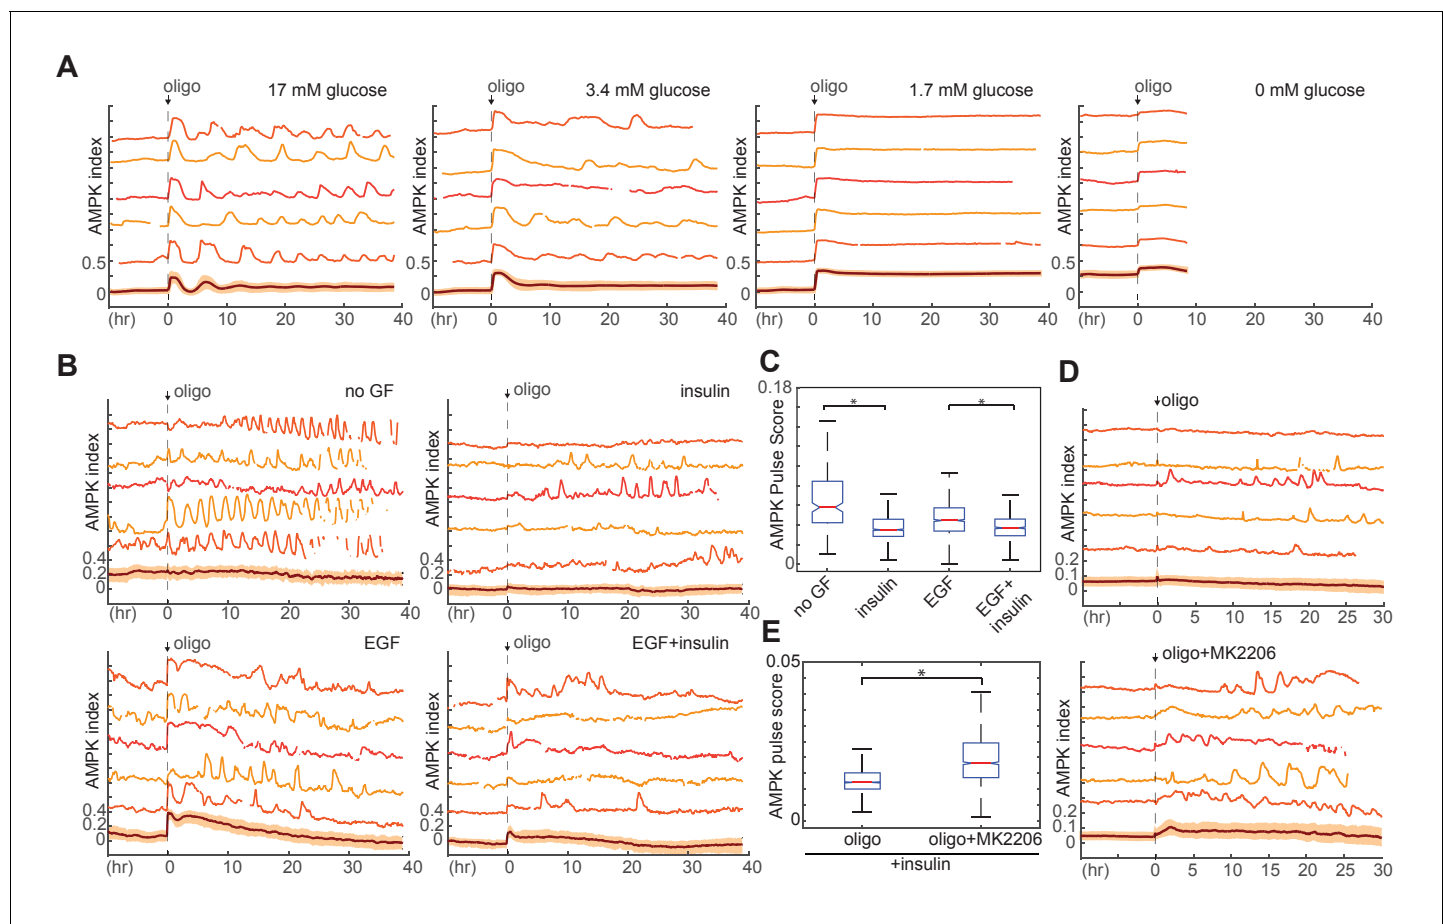 A
oligo
17 mM glucose
oligo
3.4 mM glucose
oligo
1.7 mM glucose
oligo
0 mM glucose
AMPK index
AMPK index
AMPK index
AMPK index
0.5
0
0.5
0
0.5
0
0.5
0
(hr) 0 10 20 30 40
(hr) 0 10 20 30 40
(hr) 0 10 20 30 40
(hr) 0 10 20 30 40
B
oligo
no GF
AMPK index
0.4
0.2
0
(hr) 0 10 20 30 40
oligo
insulin
AMPK index
0.4
0.2
0
(hr) 0 10 20 30 40
oligo
EGF
AMPK index
0.4
0.2
0
(hr) 0 10 20 30 40
oligo
EGF+insulin
AMPK index
0.4
0.2
0
(hr) 0 10 20 30 40
C
0.18
AMPK Pulse Score
0
* *
no GF
insulin
EGF
EGF+
insulin
D
oligo
AMPK index
0.2
0.1
0
(hr) 0 5 10 15 20 25 30
oligo+MK2206
AMPK index
0.2
0.1
0
(hr) 0 5 10 15 20 25 30
E
0.05
AMPK pulse score
0
*
oligo oligo+MK2206
+insulin